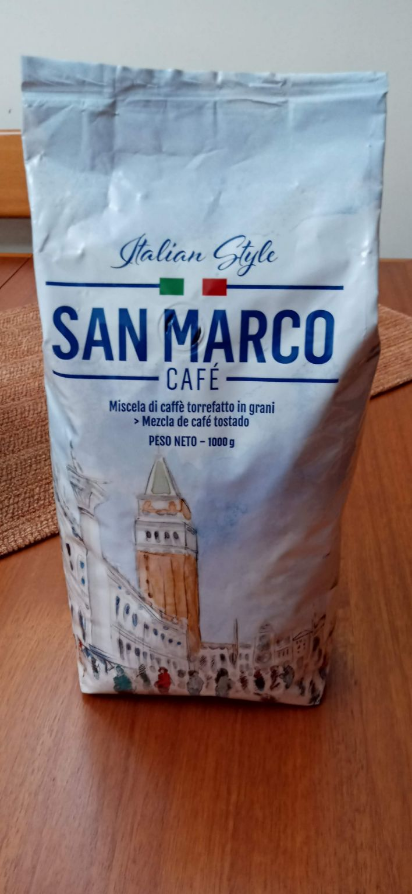 Italian Style
SAN MARCO
CAFÉ
Miscela di caffè torrefatto in grani
> Mezcla de café tostado
PESO NETO – 1000 g